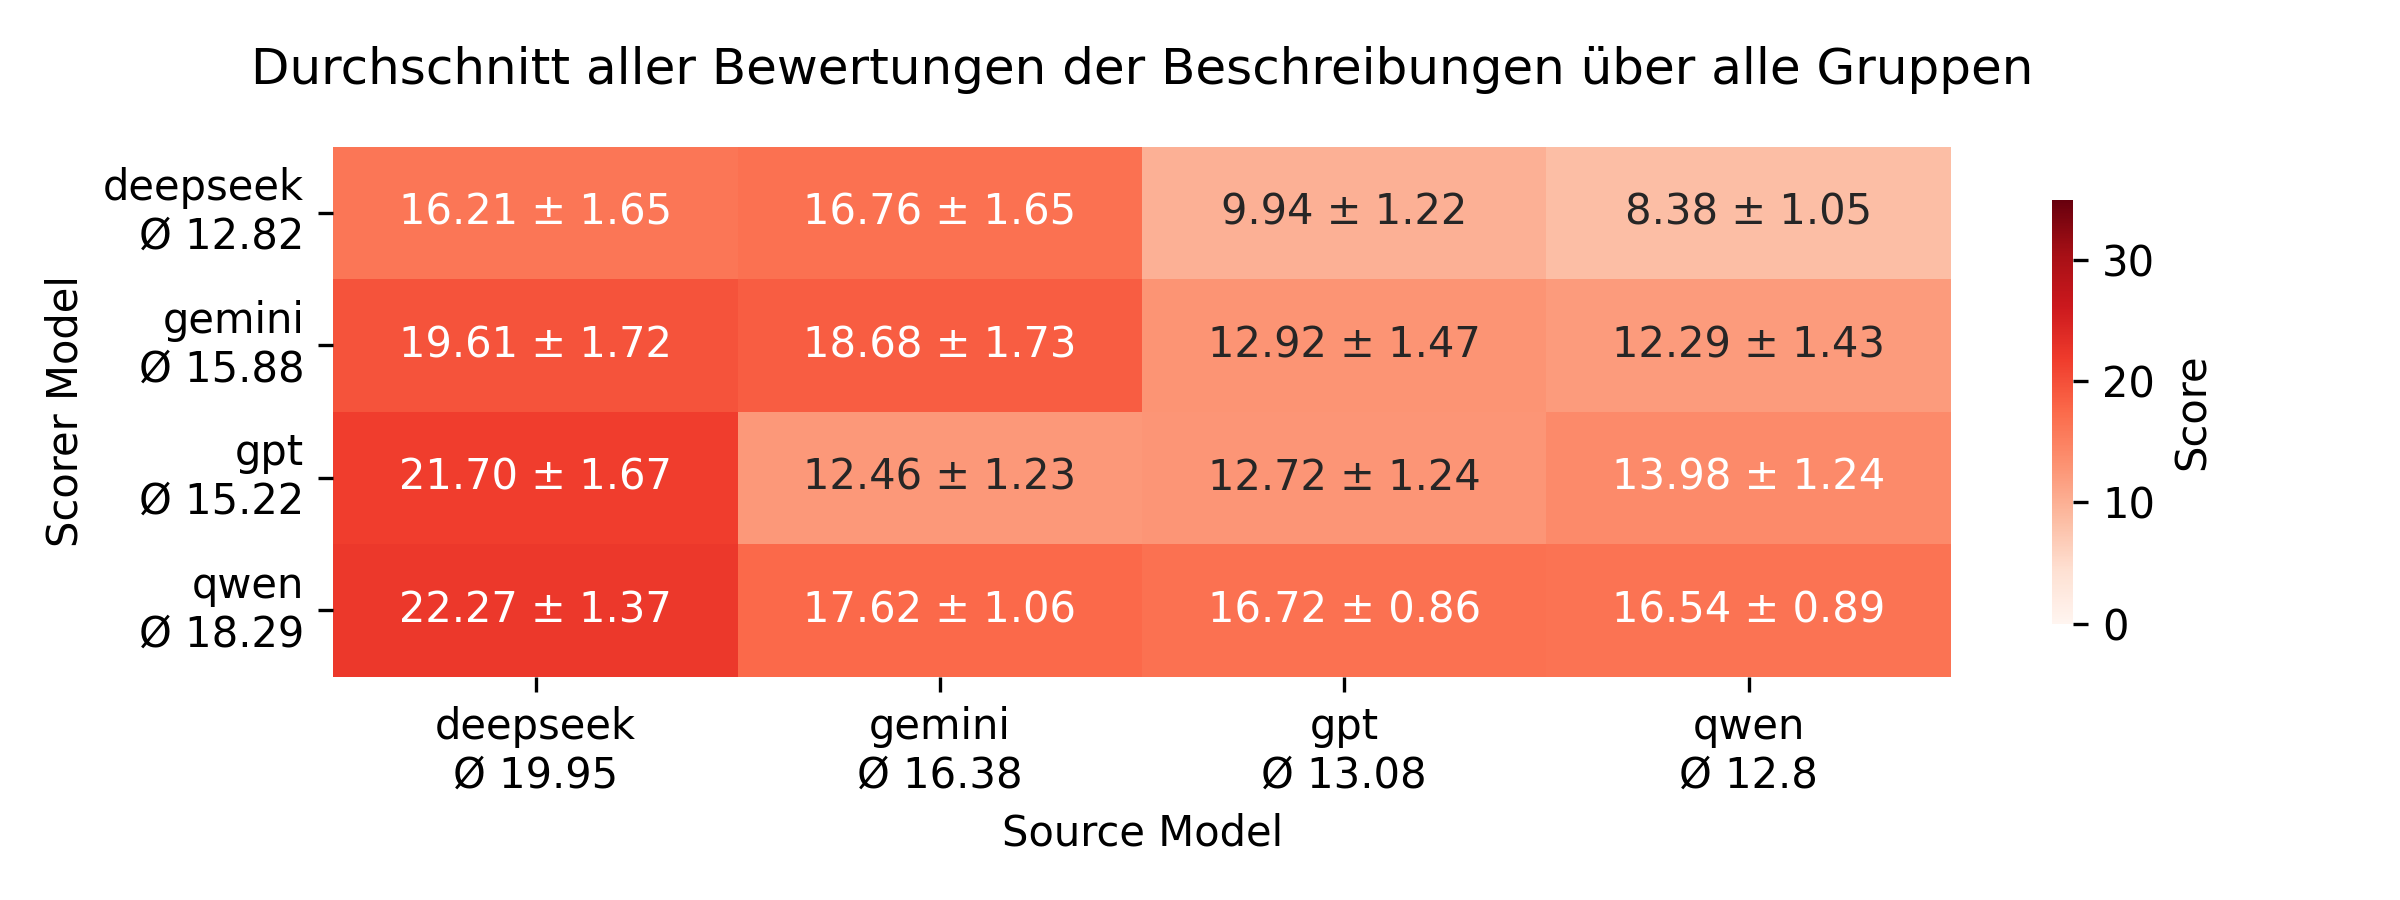 Durchschnitt aller Bewertungen der Beschreibungen über alle Gruppen
Scorer Model
deepseek
Ø 12.82
16.21 ± 1.65 16.76 ± 1.65 9.94 ± 1.22 8.38 ± 1.05
gemini
Ø 15.88
19.61 ± 1.72 18.68 ± 1.73 12.92 ± 1.47 12.29 ± 1.43
gpt
Ø 15.22
21.70 ± 1.67 12.46 ± 1.23 12.72 ± 1.24 13.98 ± 1.24
qwen
Ø 18.29
22.27 ± 1.37 17.62 ± 1.06 16.72 ± 0.86 16.54 ± 0.89
deepseek gemini gpt qwen
Ø 19.95 Ø 16.38 Ø 13.08 Ø 12.8
Source Model
30
20
10
0
Score